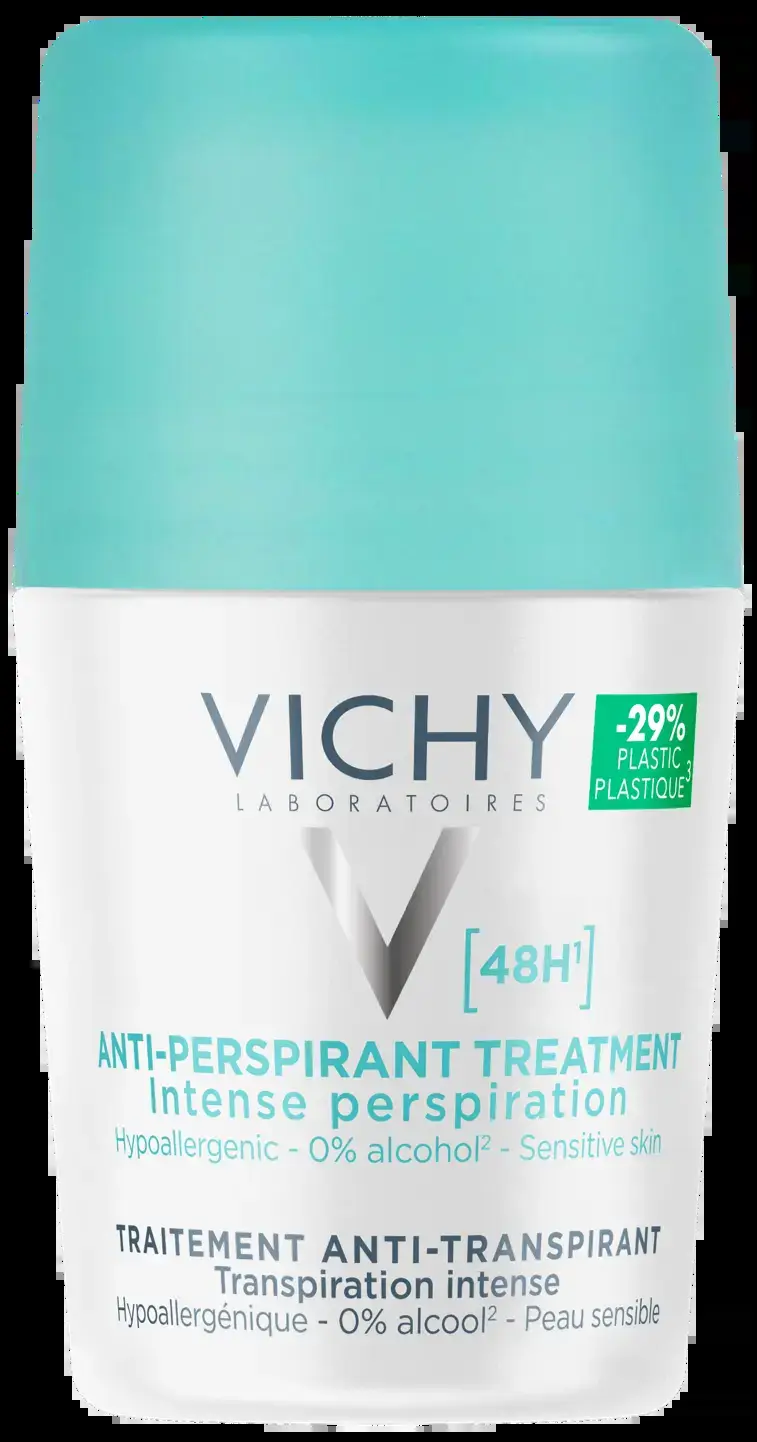 VICHY
LABORATOIRES
-29%
PLASTIC
PLASTIQUE³
[48H¹]
ANTI-PERSPIRANT TREATMENT
Intense perspiration
Hypoallergenic - 0% alcohol² - Sensitive skin
TRAITEMENT ANTI-TRANSPIRANT
Transpiration intense
Hypoallergénique - 0% alcool² - Peau sensible